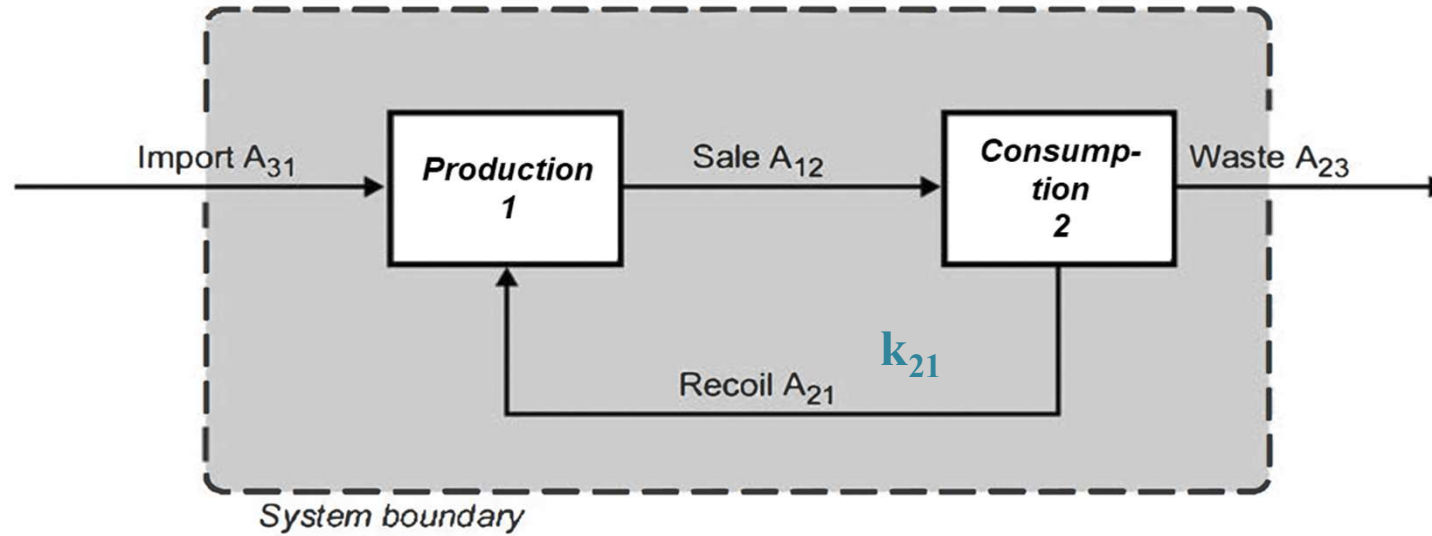 Import A₃₁
Production
1
Sale A₁₂
Consump-
tion
2
Waste A₂₃
k₂₁
Recoil A₂₁
System boundary